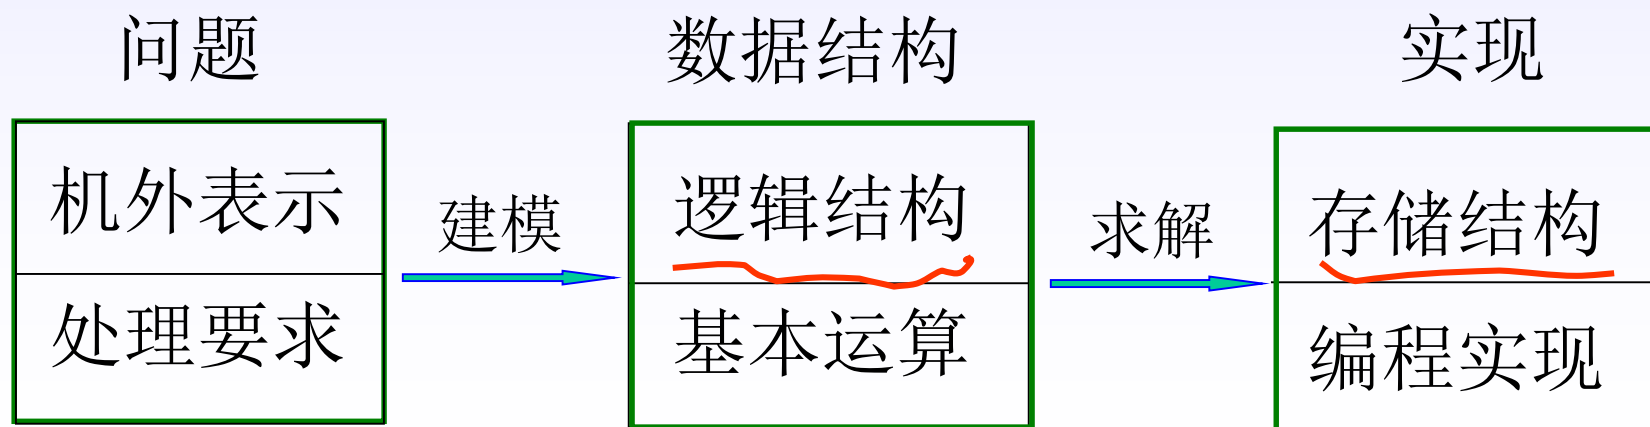 问题
数据结构
实现
机外表示
处理要求
建模
逻辑结构
基本运算
求解
存储结构
编程实现